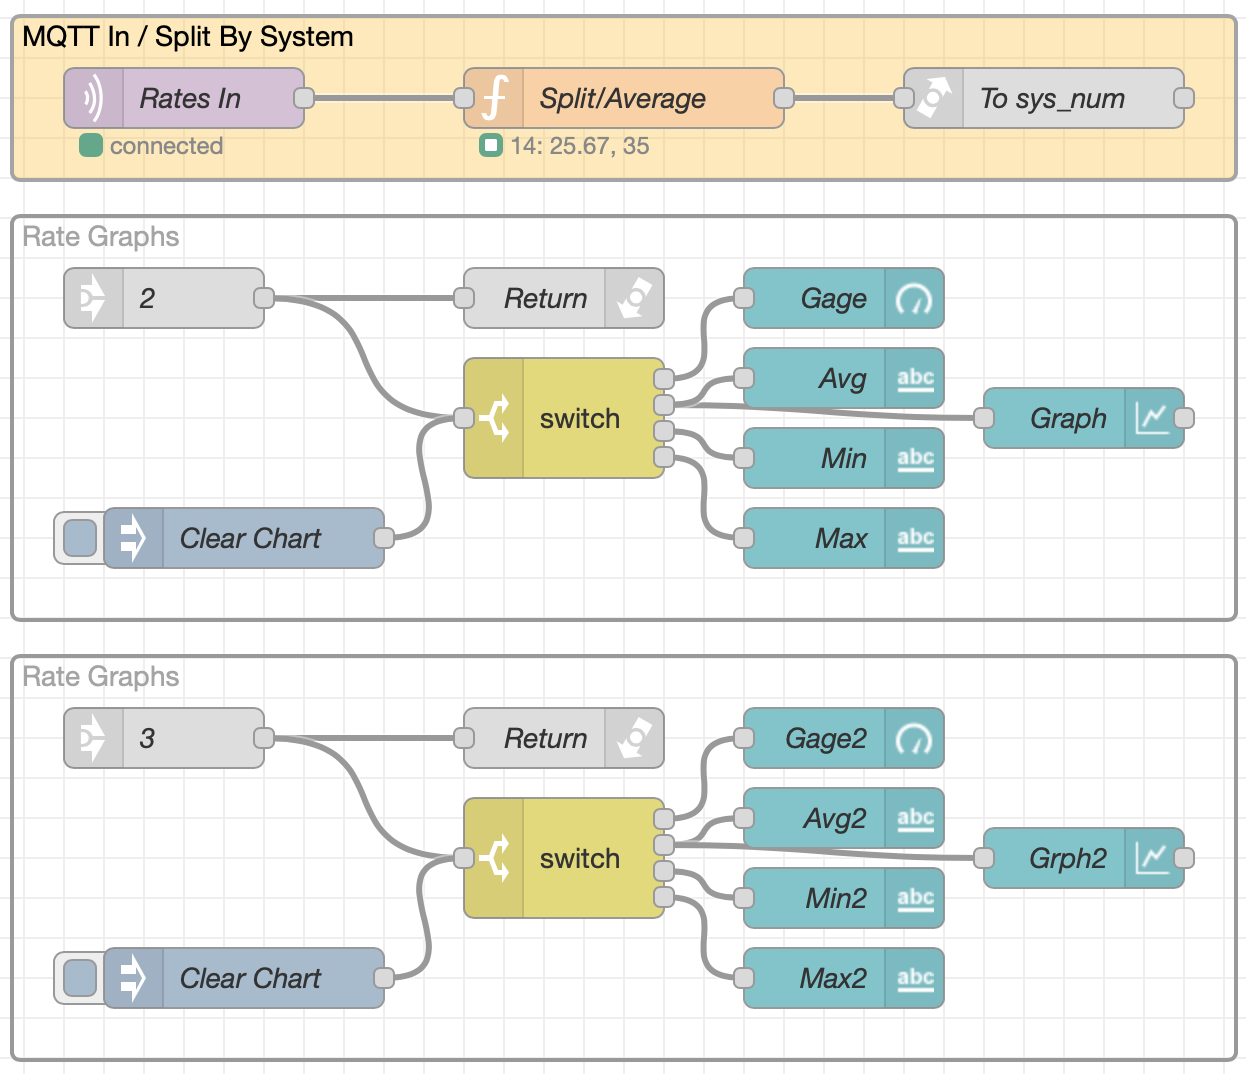 MQTT In / Split By System
Rates In
Split/Average
To sys_num
connected
14: 25.67, 35
Rate Graphs
2
Return
Gage
Avg
abc
switch
Graph
Min
abc
Clear Chart
Max
abc
Rate Graphs
3
Return
Gage2
Avg2
abc
switch
Grph2
Min2
abc
Clear Chart
Max2
abc